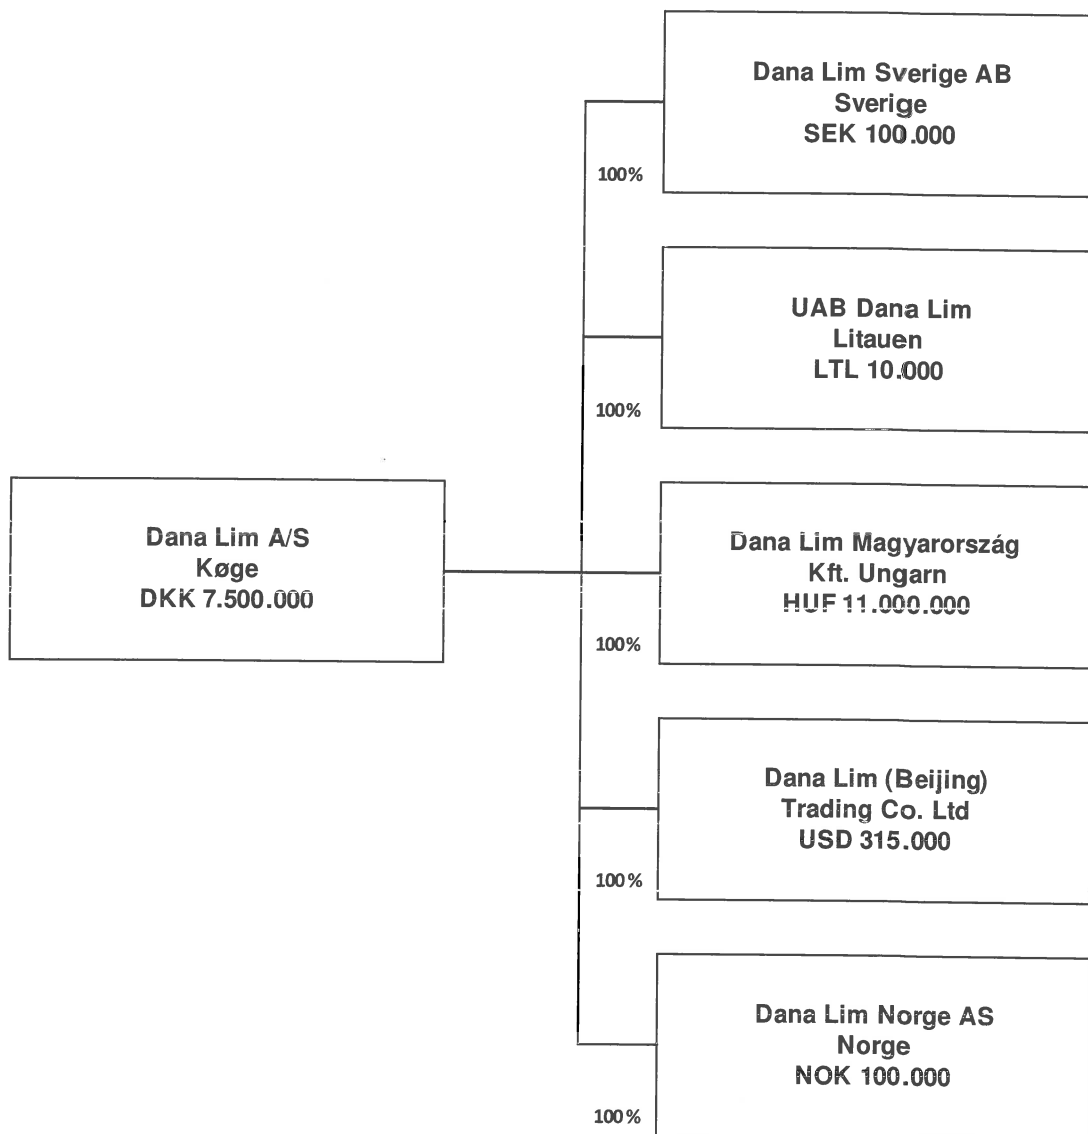 Dana Lim Sverige AB
Sverige
SEK 100.000
100%
UAB Dana Lim
Litauen
LTL 10.000
100%
Dana Lim A/S
Køge
DKK 7.500.000
Dana Lim Magyarország
Kft. Ungarn
HUF 11.000.000
100%
Dana Lim (Beijing)
Trading Co. Ltd
USD 315.000
100%
Dana Lim Norge AS
Norge
NOK 100.000
100%